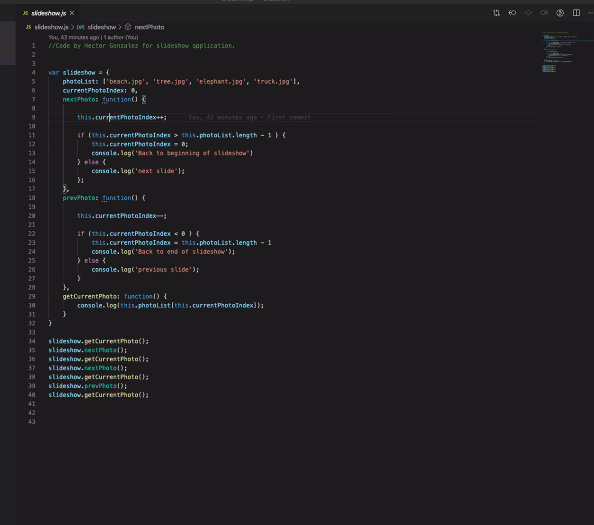 JS slideshow.js ×
JS slideshow.js > slideshow > nextPhoto
You, 42 minutes ago | 1 author (You)
1 //Code by Hector Gonzalez for slideshow application.
2
3
4 var slideshow = {
5 photoList: ['beach.jpg', 'tree.jpg', 'elephant.jpg', 'truck.jpg'],
6 currentPhotoIndex: 0,
7 nextPhoto: function() {
8
9 this.currentPhotoIndex++; You, 42 minutes ago • First commit
10
11 if (this.currentPhotoIndex > this.photoList.length - 1 ) {
12 this.currentPhotoIndex = 0;
13 console.log('Back to beginning of slideshow')
14 } else {
15 console.log('next slide');
16 };
17 },
18 prevPhoto: function() {
19
20 this.currentPhotoIndex--;
21
22 if (this.currentPhotoIndex < 0 ) {
23 this.currentPhotoIndex = this.photoList.length - 1
24 console.log('Back to end of slideshow');
25 } else {
26 console.log('previous slide');
27 }
28 },
29 getCurrentPhoto: function() {
30 console.log(this.photoList[this.currentPhotoIndex]);
31 }
32 }
33
34 slideshow.getCurrentPhoto();
35 slideshow.nextPhoto();
36 slideshow.getCurrentPhoto();
37 slideshow.nextPhoto();
38 slideshow.getCurrentPhoto();
39 slideshow.prevPhoto();
40 slideshow.getCurrentPhoto();
41
42
43